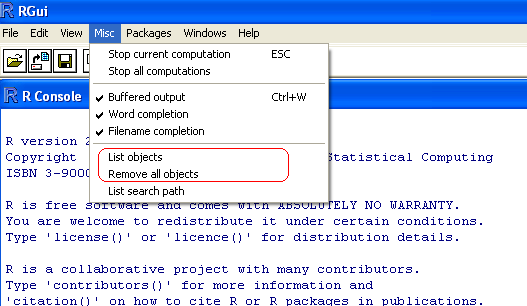 RGui
File Edit View Misc Packages Windows Help
Stop current computation ESC
Stop all computations
R Console
Buffered output Ctrl+W
Word completion
Filename completion
R version 2
Copyright Statistical Computing
List objects
ISBN 3-9000
Remove all objects
List search path
R is free software and comes with ABSOLUTELY NO WARRANTY.
You are welcome to redistribute it under certain conditions.
Type 'license()' or 'licence()' for distribution details.
R is a collaborative project with many contributors.
Type 'contributors()' for more information and
'citation()' on how to cite R or R packages in publications.